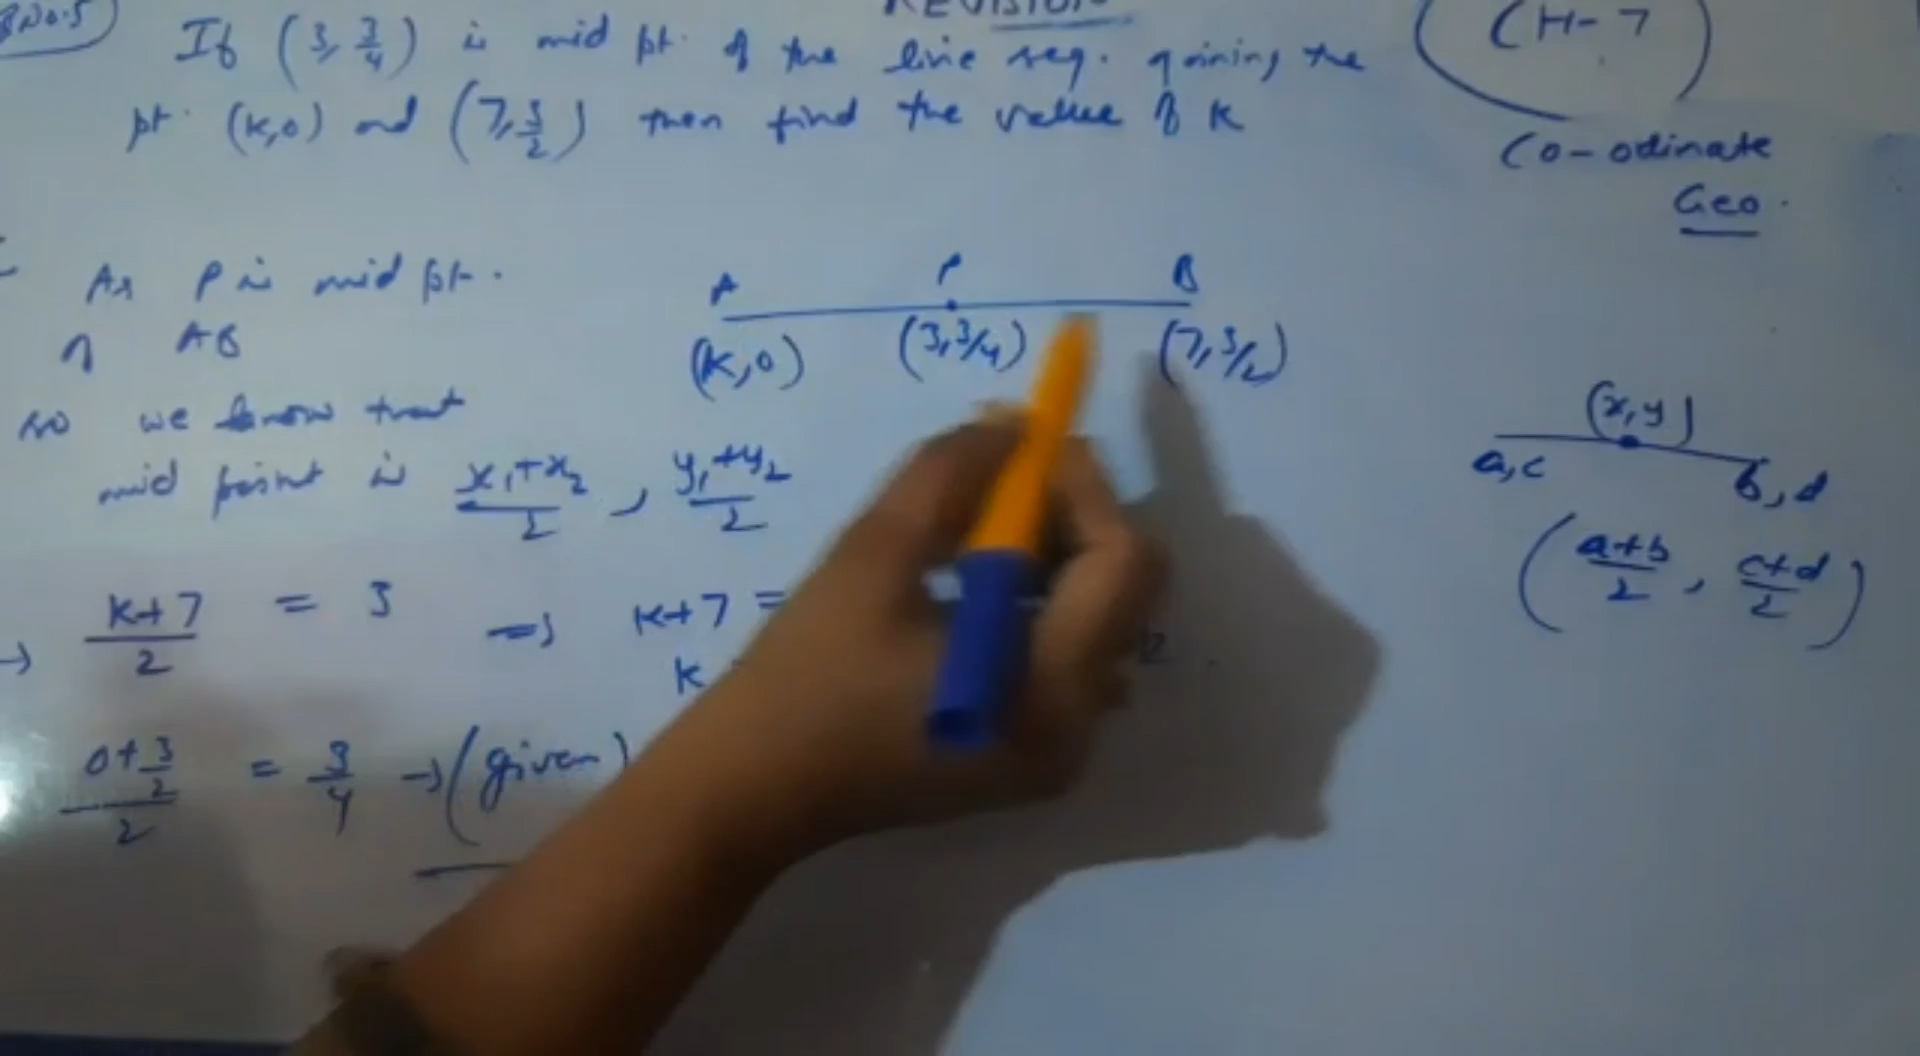 REVISION
CH-7
If (3, 3/4) is mid pt. of the line seg. joining the
pt. (k,0) and (7, 3/2) then find the value of k
Co-odinate
Geo.
As P is mid pt.
of AB
A P B
(k,0) (3, 3/4) (7, 3/2)
so we know that
mid point is x₁+x₂/2 , y₁+y₂/2
(x,y)
a,c b,d
(a+b/2 , c+d/2)
→ k+7/2 = 3 ⇒ k+7 =
k
0+3/2/2 = 3/4 → (given)